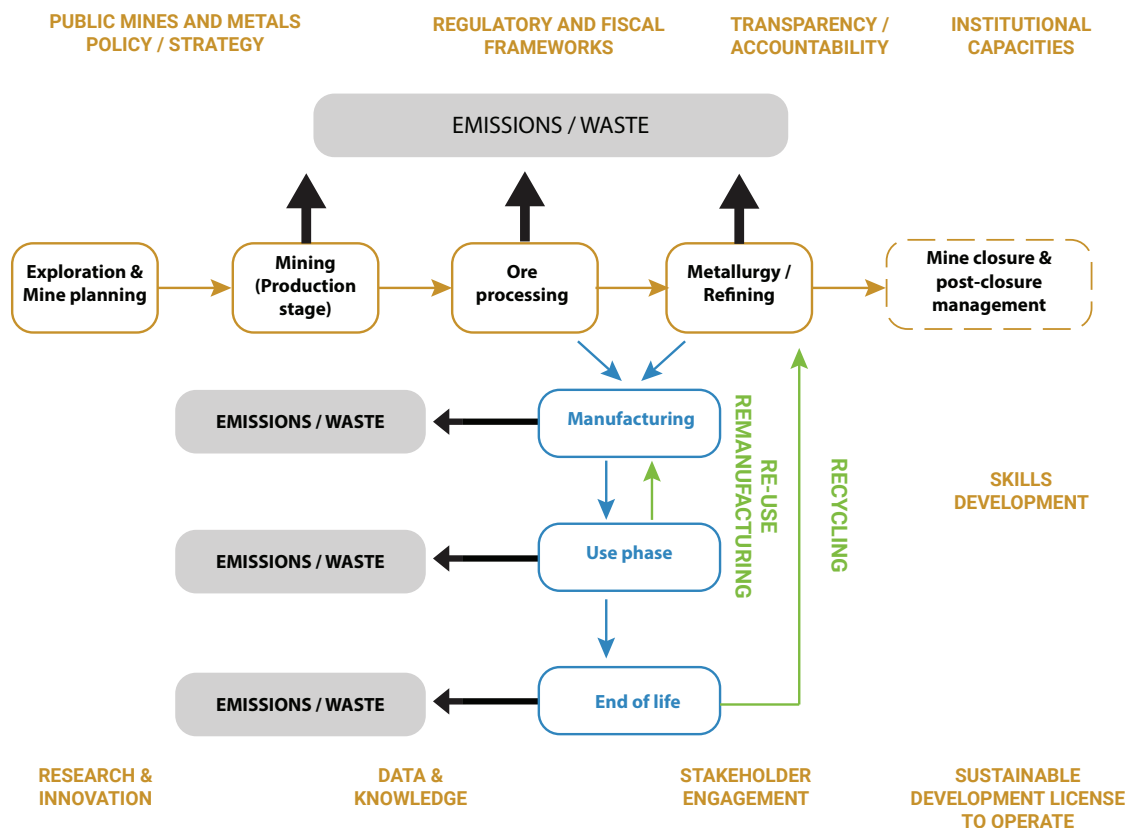 PUBLIC MINES AND METALS
POLICY / STRATEGY
REGULATORY AND FISCAL
FRAMEWORKS
TRANSPARENCY /
ACCOUNTABILITY
INSTITUTIONAL
CAPACITIES
EMISSIONS / WASTE
Exploration &
Mine planning
Mining
(Production
stage)
Ore
processing
Metallurgy /
Refining
Mine closure &
post-closure
management
EMISSIONS / WASTE
Manufacturing
RE-USE
REMANUFACTURING
RECYCLING
SKILLS
DEVELOPMENT
EMISSIONS / WASTE
Use phase
EMISSIONS / WASTE
End of life
RESEARCH &
INNOVATION
DATA &
KNOWLEDGE
STAKEHOLDER
ENGAGEMENT
SUSTAINABLE
DEVELOPMENT LICENSE
TO OPERATE